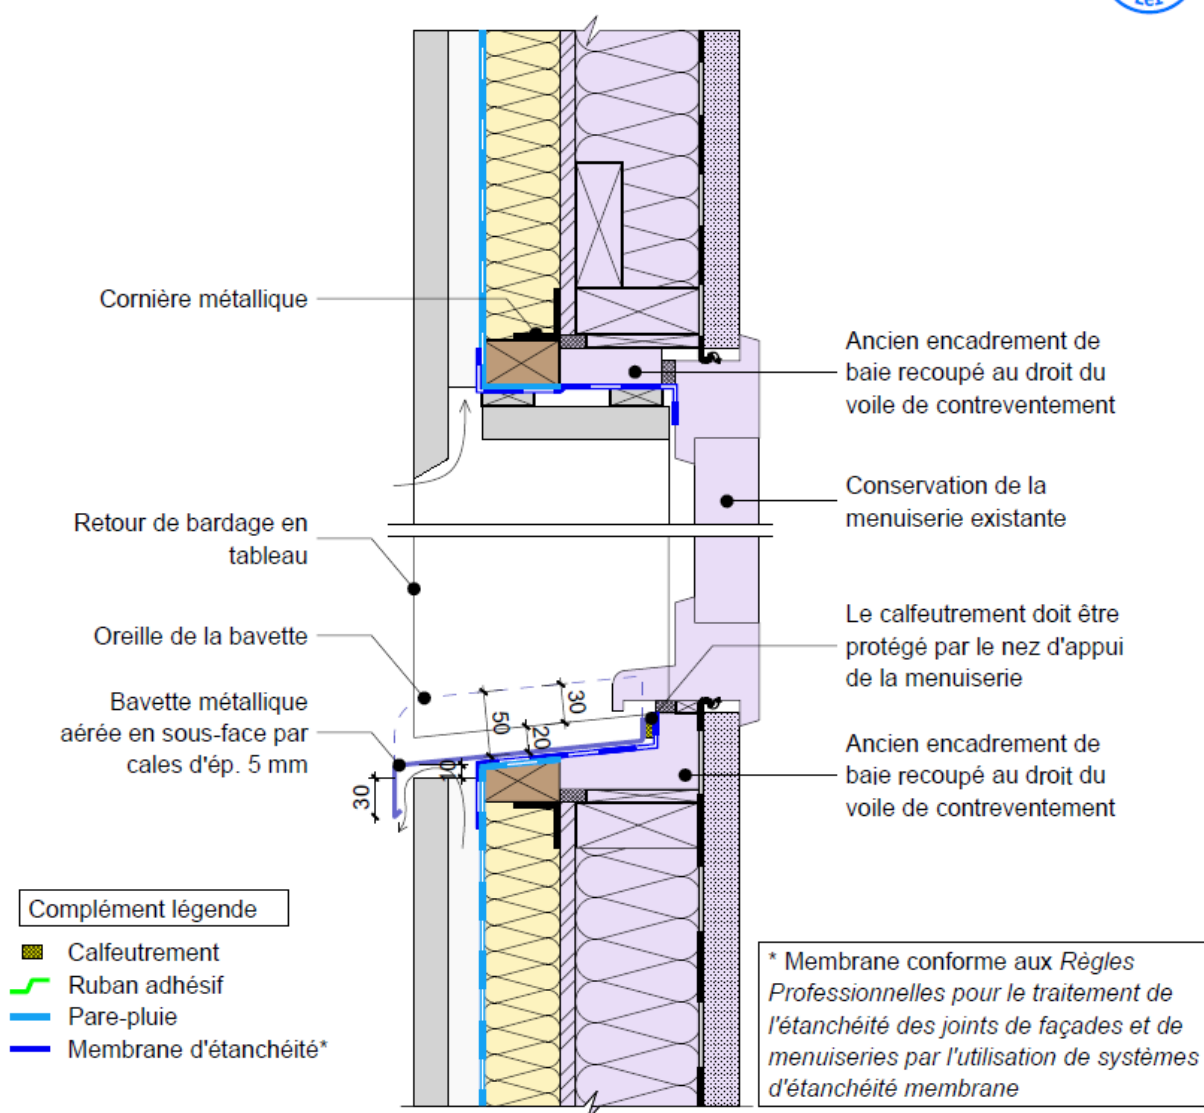 Cornière métallique
Ancien encadrement de
baie recoupé au droit du
voile de contreventement
Conservation de la
menuiserie existante
Retour de bardage en
tableau
Le calfeutrement doit être
protégé par le nez d'appui
de la menuiserie
Oreille de la bavette
Bavette métallique
aérée en sous-face par
cales d'ép. 5 mm
30
50
20
10
30
Ancien encadrement de
baie recoupé au droit du
voile de contreventement
Complément légende
Calfeutrement
Ruban adhésif
Pare-pluie
Membrane d'étanchéité*
* Membrane conforme aux Règles
Professionnelles pour le traitement de
l'étanchéité des joints de façades et de
menuiseries par l'utilisation de systèmes
d'étanchéité membrane